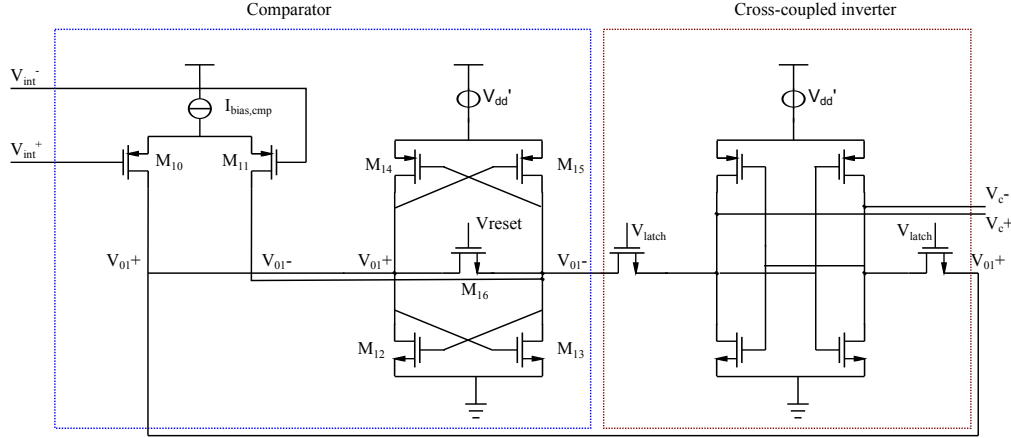 Comparator
Cross-coupled inverter
Vint-
Ibias,cmp
Vdd'
Vdd'
Vint+
M10
M11
M14
M15
Vc-
Vc+
Vreset
Vlatch
Vlatch
V01+
V01-
V01+
V01-
V01+
M16
M12
M13